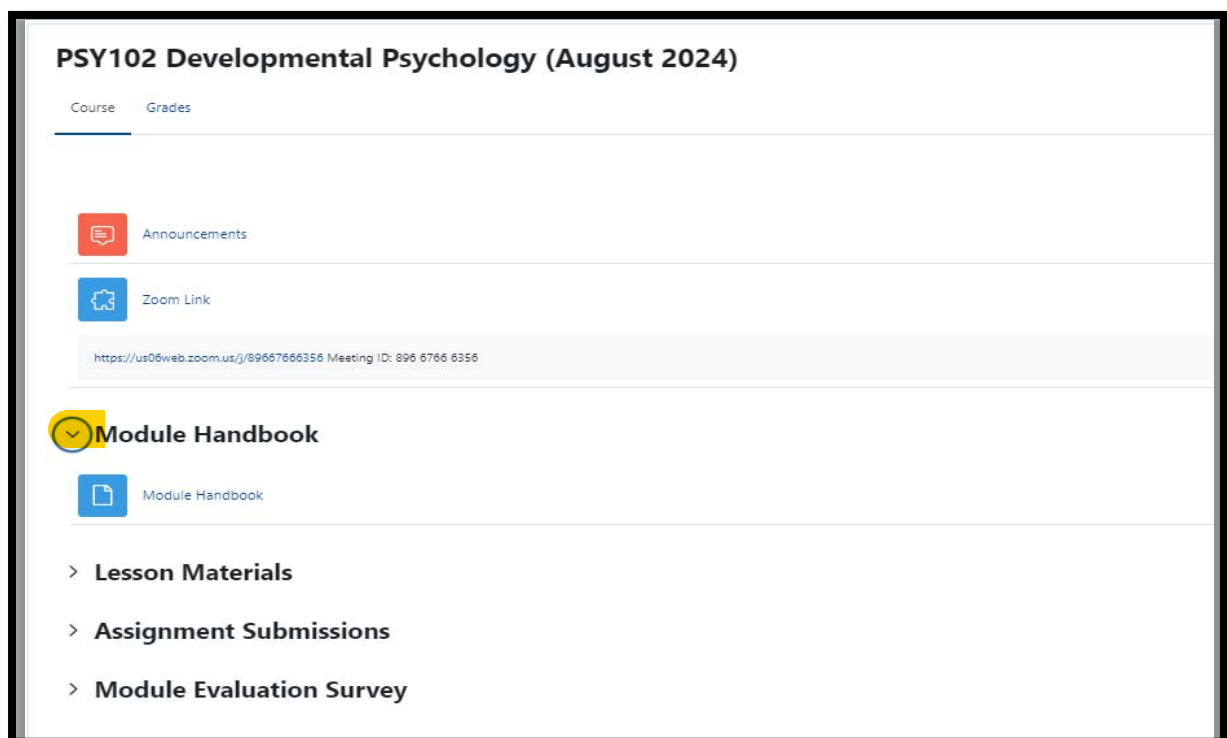 PSY102 Developmental Psychology (August 2024)
Course Grades
Announcements
Zoom Link
https://us06web.zoom.us/j/89667666356 Meeting ID: 896 6766 6356
Module Handbook
Module Handbook
Lesson Materials
Assignment Submissions
Module Evaluation Survey